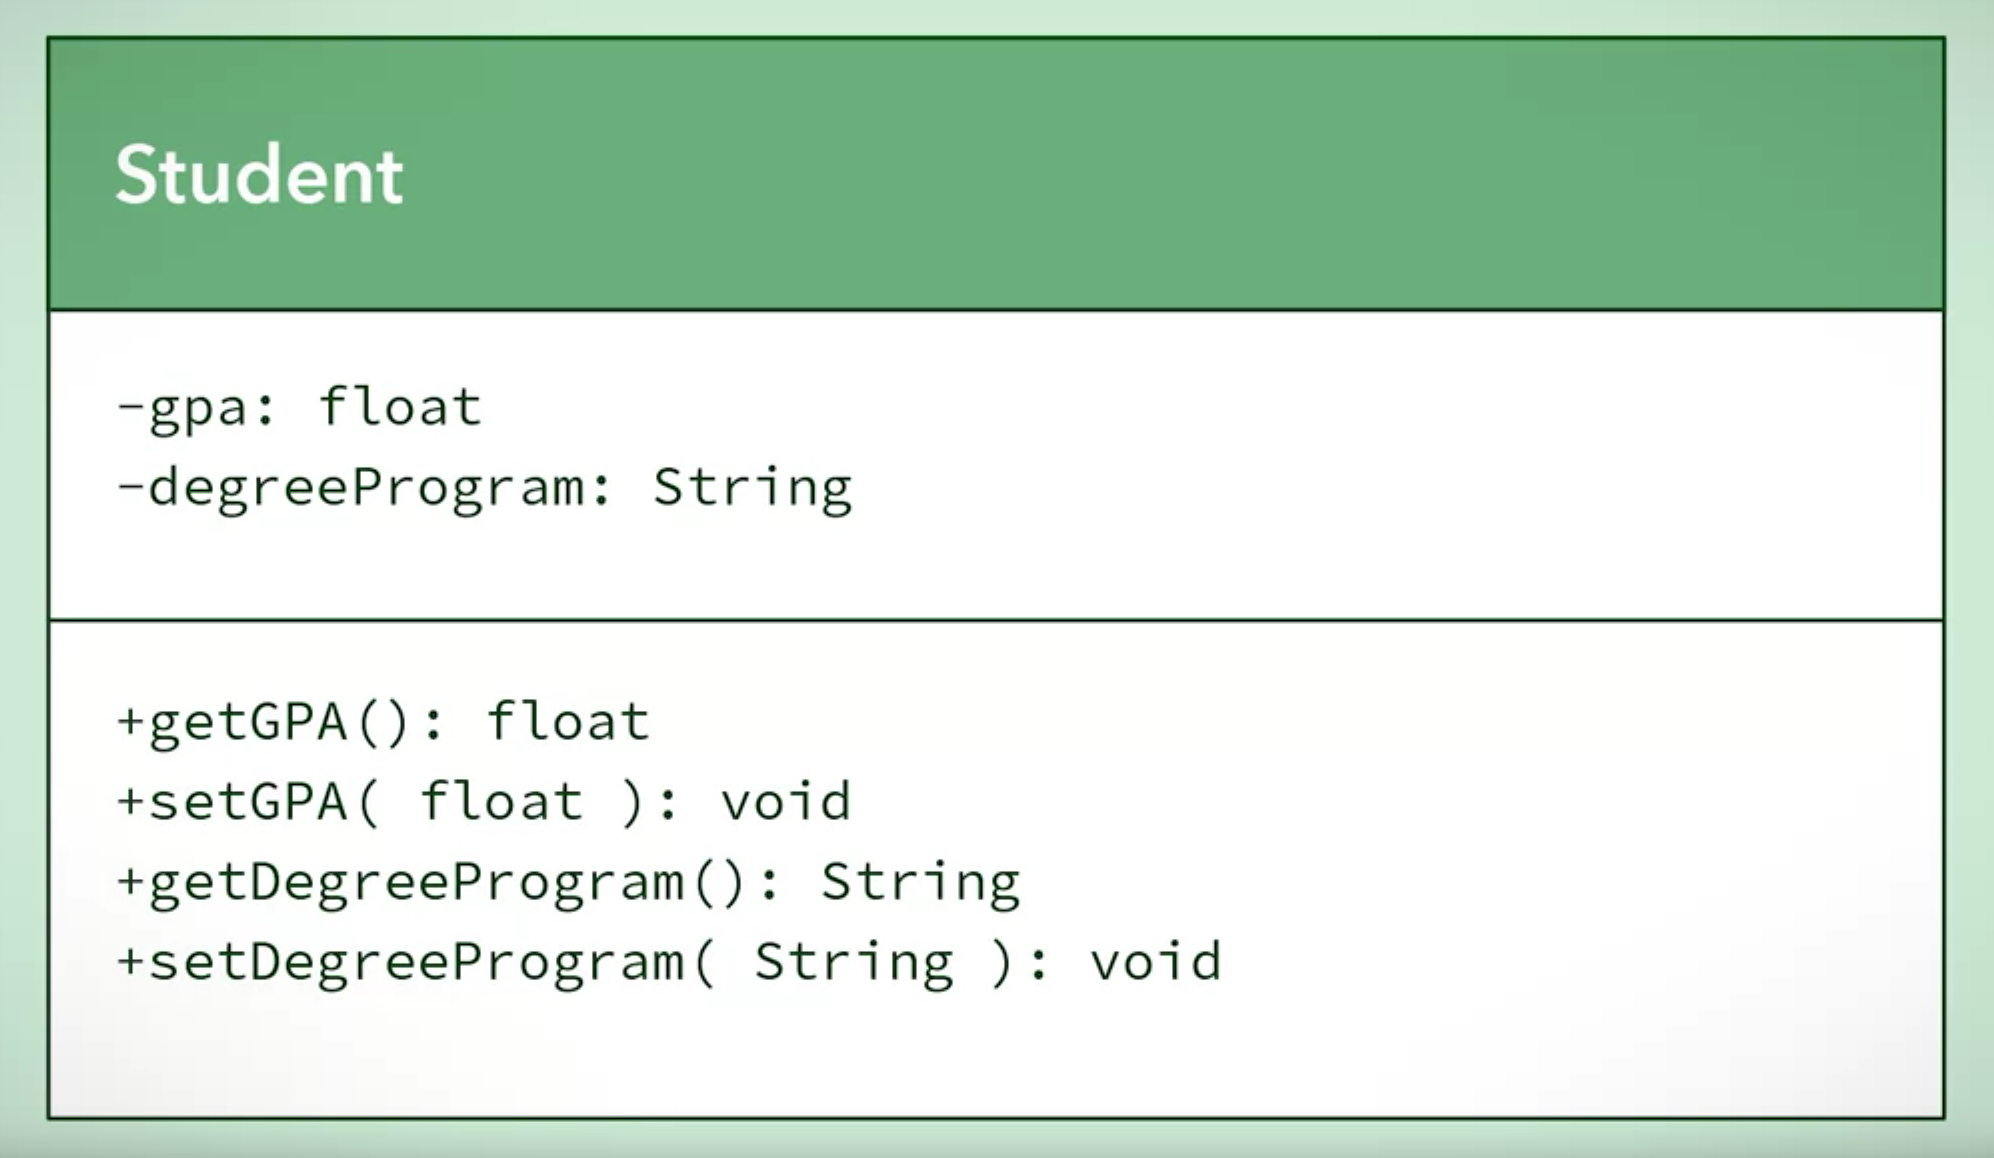 Student
-gpa: float
-degreeProgram: String
+getGPA(): float
+setGPA( float ): void
+getDegreeProgram(): String
+setDegreeProgram( String ): void